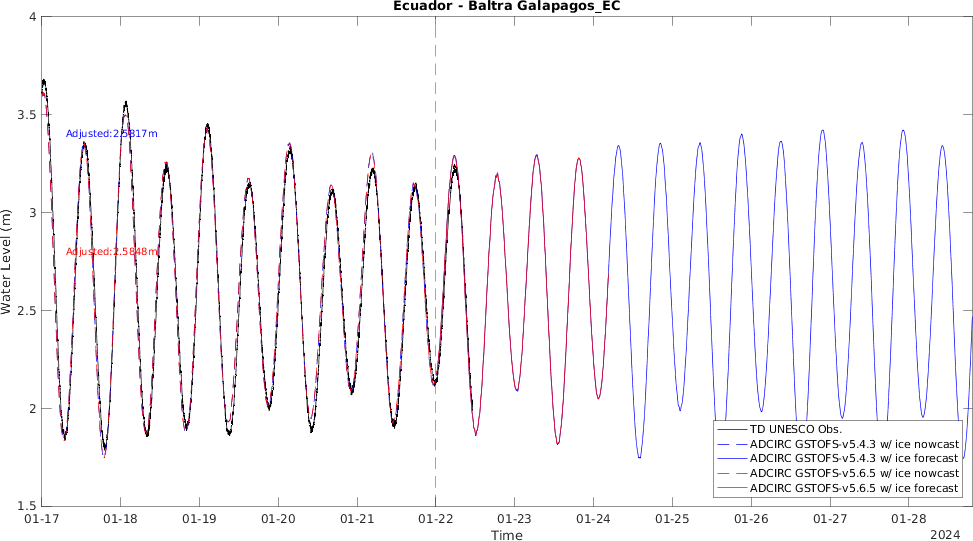 Ecuador - Baltra Galapagos_EC
4
3.5
3
2.5
2
1.5
Water Level (m)
Adjusted:2.5817m
Adjusted:2.5848m
TD UNESCO Obs.
ADCIRC GSTOFS-v5.4.3 w/ ice nowcast
ADCIRC GSTOFS-v5.4.3 w/ ice forecast
ADCIRC GSTOFS-v5.6.5 w/ ice nowcast
ADCIRC GSTOFS-v5.6.5 w/ ice forecast
01-17 01-18 01-19 01-20 01-21 01-22 01-23 01-24 01-25 01-26 01-27 01-28
Time
2024